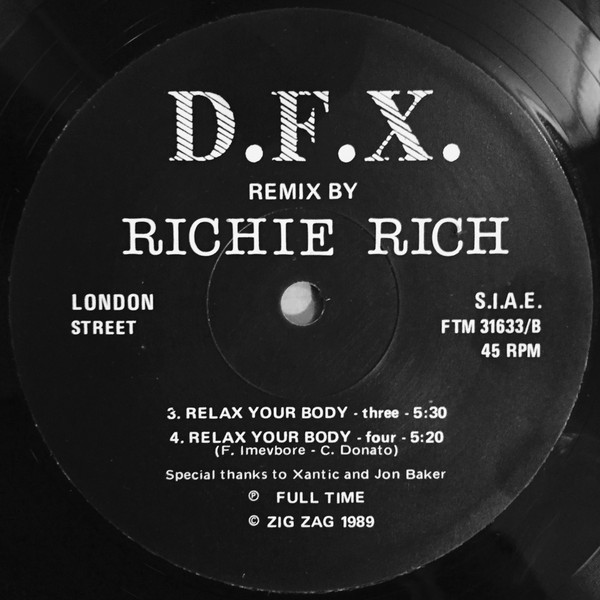 D.F.X.
REMIX BY
RICHIE RICH
LONDON
STREET
S.I.A.E.
FTM 31633/B
45 RPM
3. RELAX YOUR BODY - three - 5:30
4. RELAX YOUR BODY - four - 5:20
(F. Imevbore - C. Donato)
Special thanks to Xantic and Jon Baker
℗ FULL TIME
© ZIG ZAG 1989